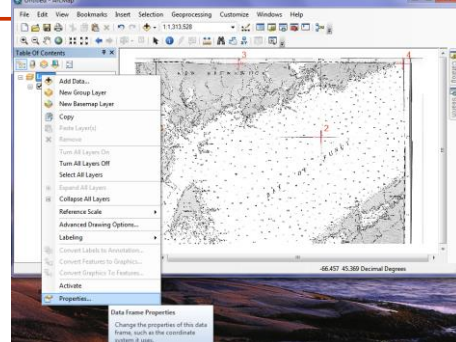 Untitled - ArcMap
File Edit View Bookmarks Insert Selection Geoprocessing Customize Windows Help
1:1,313,528
Table Of Contents
Add Data...
New Group Layer
New Basemap Layer
Copy
Paste Layer(s)
Remove
Turn All Layers On
Turn All Layers Off
Select All Layers
Expand All Layers
Collapse All Layers
Reference Scale
Advanced Drawing Options...
Labeling
Convert Labels to Annotation...
Convert Features to Graphics...
Convert Graphics To Features...
Activate
Properties...
3
4
2
Catalog
Search
-66.457 45.369 Decimal Degrees
Data Frame Properties
Change the properties of this data
frame, such as the coordinate
system it uses.